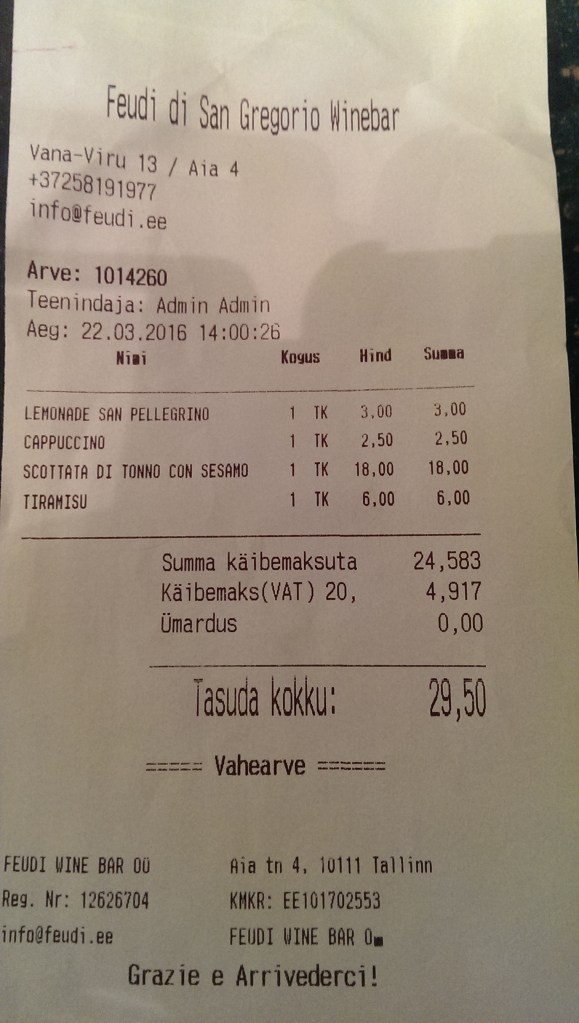 Feudi di San Gregorio Winebar
Vana-Viru 13 / Aia 4
+37258191977
info@feudi.ee
Arve: 1014260
Teenindaja: Admin Admin
Aeg: 22.03.2016 14:00:26
Nimi Kogus Hind Summa
LEMONADE SAN PELLEGRINO 1 TK 3,00 3,00
CAPPUCCINO 1 TK 2,50 2,50
SCOTTATA DI TONNO CON SESAMO 1 TK 18,00 18,00
TIRAMISU 1 TK 6,00 6,00
Summa käibemaksuta 24,583
Käibemaks(VAT) 20, 4,917
Ümardus 0,00
Tasuda kokku: 29,50
===== Vahearve ======
FEUDI WINE BAR OÜ Aia tn 4, 10111 Tallinn
Reg. Nr: 12626704 KMKR: EE101702553
info@feudi.ee FEUDI WINE BAR O
Grazie e Arrivederci!